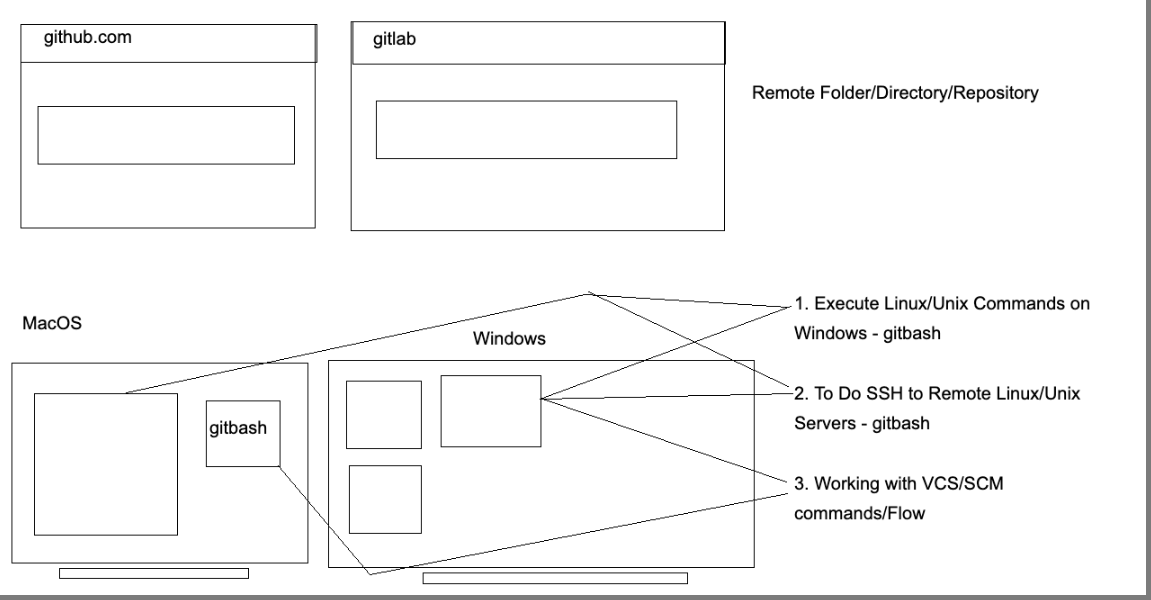 github.com
gitlab
Remote Folder/Directory/Repository
MacOS
Windows
gitbash
1. Execute Linux/Unix Commands on
Windows - gitbash
2. To Do SSH to Remote Linux/Unix
Servers - gitbash
3. Working with VCS/SCM
commands/Flow